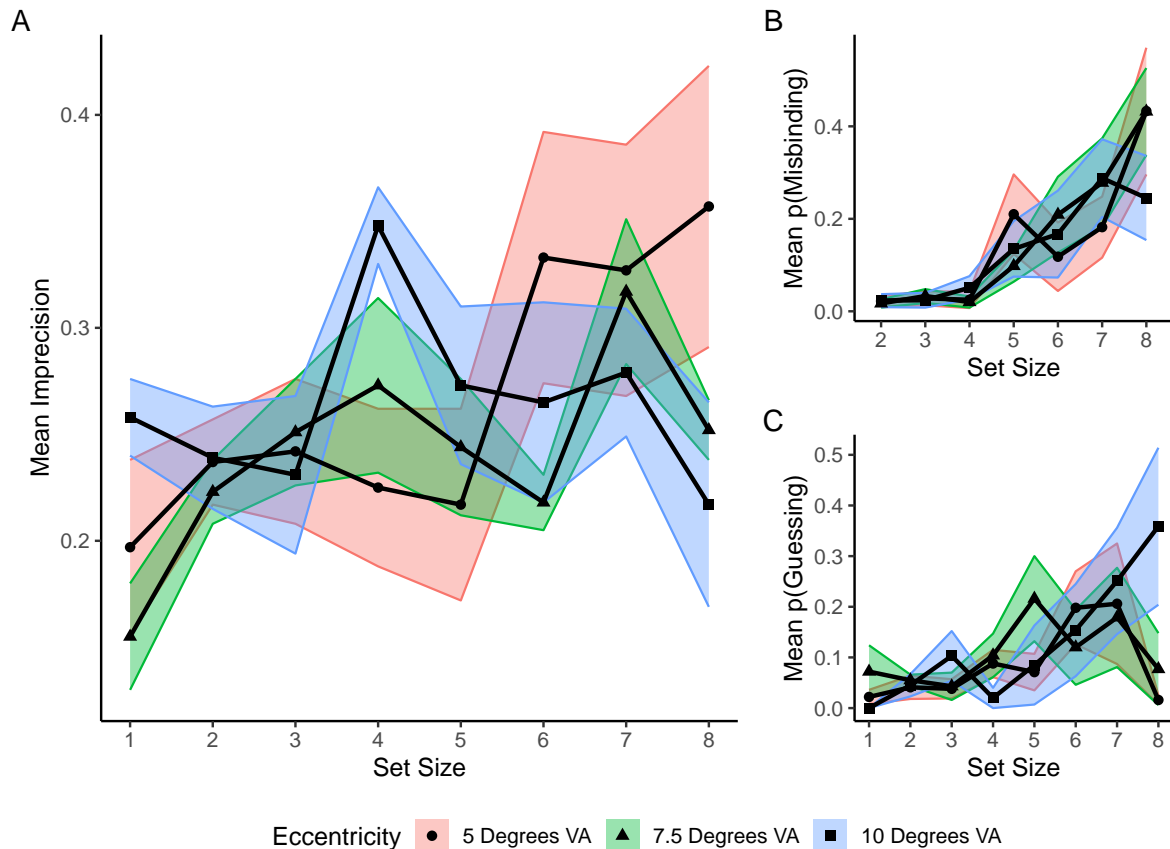 A
Mean Imprecision
0.4
0.3
0.2
1 2 3 4 5 6 7 8
Set Size
B
Mean p(Misbinding)
0.4
0.2
0.0
2 3 4 5 6 7 8
Set Size
C
Mean p(Guessing)
0.5
0.4
0.3
0.2
0.1
0.0
1 2 3 4 5 6 7 8
Set Size
Eccentricity 5 Degrees VA 7.5 Degrees VA 10 Degrees VA